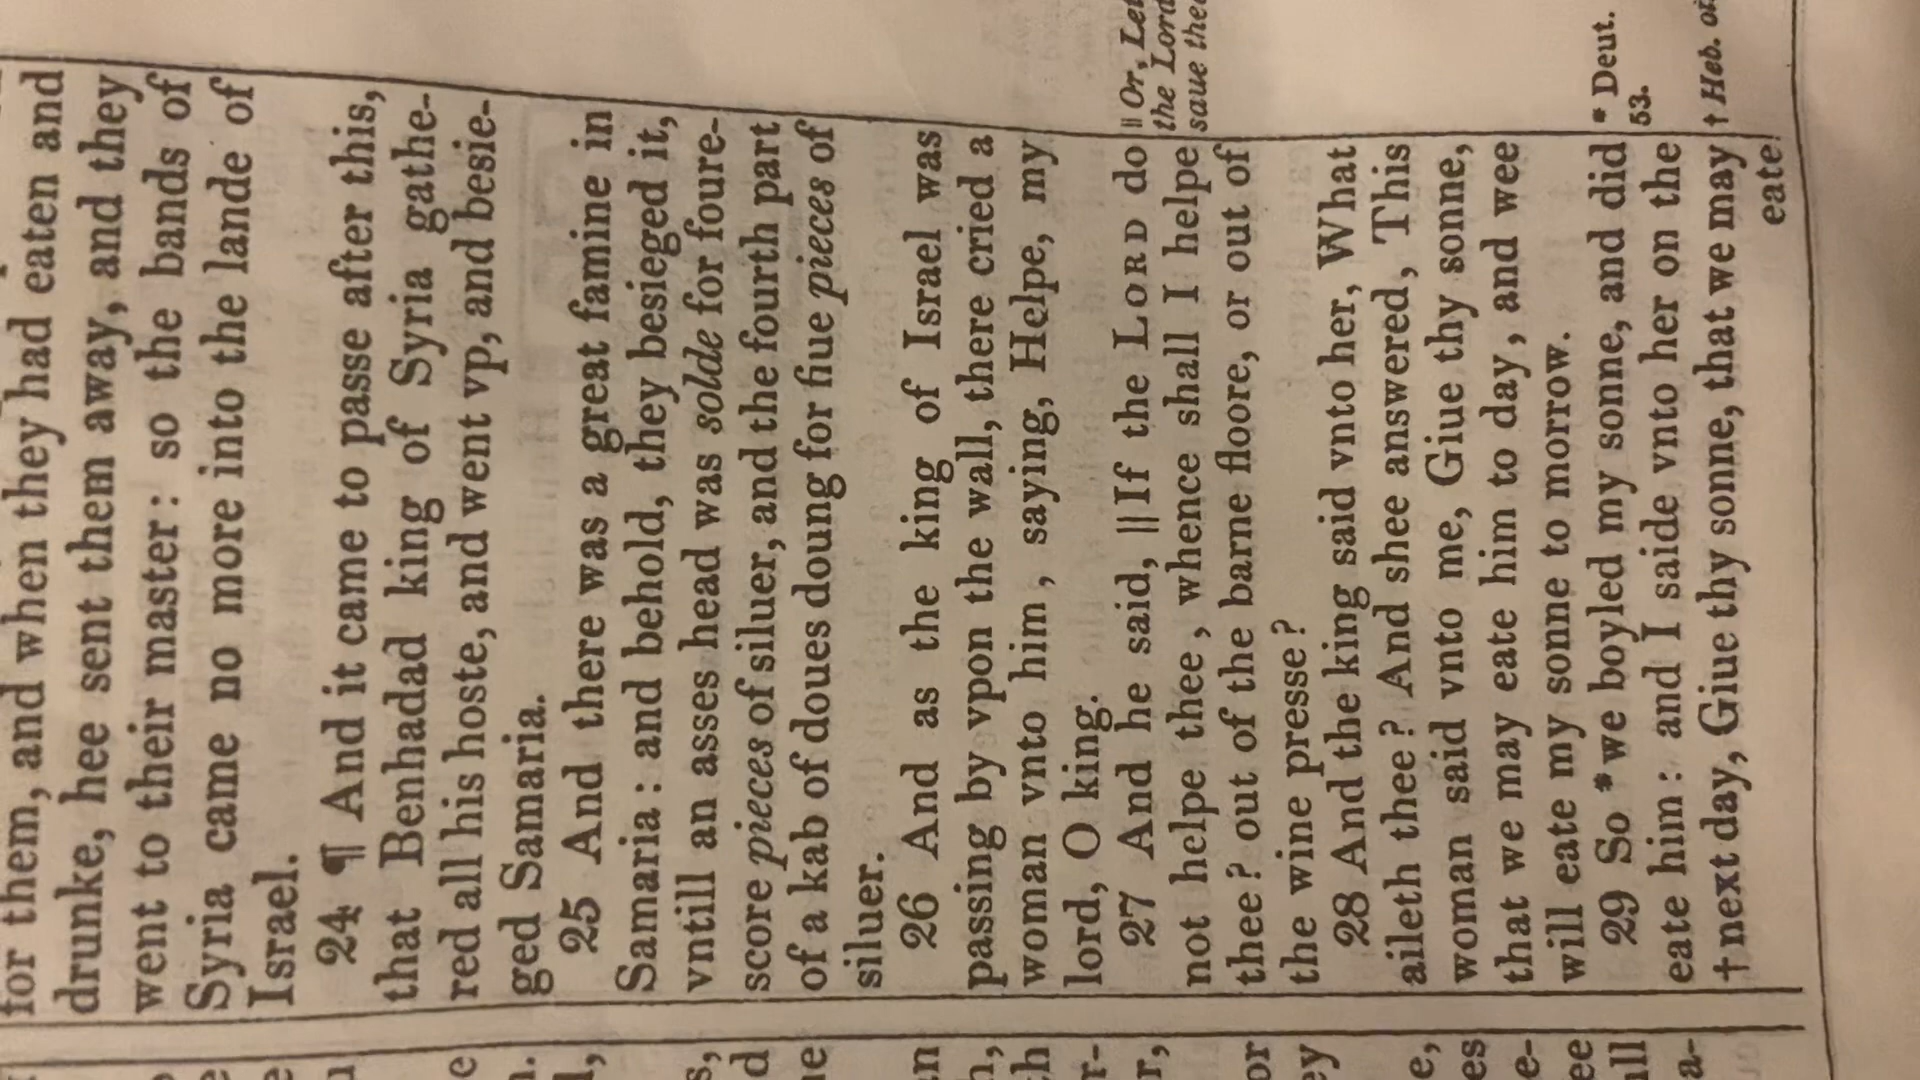 for them, and when they had eaten and
drunke, hee sent them away, and they
went to their master: so the bands of
Syria came no more into the lande of
Israel.
24 ¶ And it came to passe after this,
that Benhadad king of Syria gathe-
red all his hoste, and went vp, and besie-
ged Samaria.
25 And there was a great famine in
Samaria: and behold, they besieged it,
vntill an asses head was solde for foure-
score pieces of siluer, and the fourth part
of a kab of doues doung for fiue pieces of
siluer.
26 And as the king of Israel was
passing by vpon the wall, there cried a
woman vnto him, saying, Helpe, my
lord, O king.
27 And he said, ||If the LORD do
not helpe thee, whence shall I helpe
thee? out of the barne floore, or out of
the wine presse?
28 And the king said vnto her, What
aileth thee? And shee answered, This
woman said vnto me, Giue thy sonne,
that we may eate him to day, and wee
will eate my sonne to morrow.
29 So *we boyled my sonne, and did
eate him: and I saide vnto her on the
†next day, Giue thy sonne, that we may
eate
|| Or, Let
the Lord
saue thee
* Deut.
53.
† Heb.